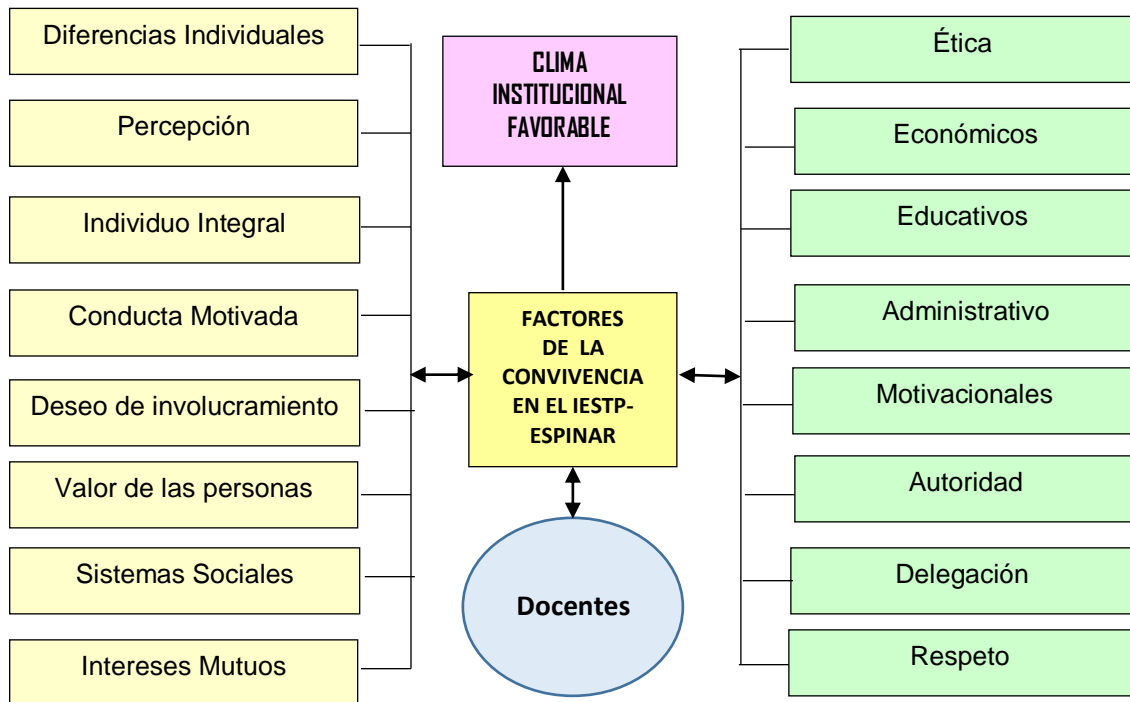 Diferencias Individuales
Percepción
Individuo Integral
Conducta Motivada
Deseo de involucramiento
Valor de las personas
Sistemas Sociales
Intereses Mutuos
CLIMA
INSTITUCIONAL
FAVORABLE
FACTORES
DE LA
CONVIVENCIA
EN EL IESTP-
ESPINAR
Docentes
Ética
Económicos
Educativos
Administrativo
Motivacionales
Autoridad
Delegación
Respeto